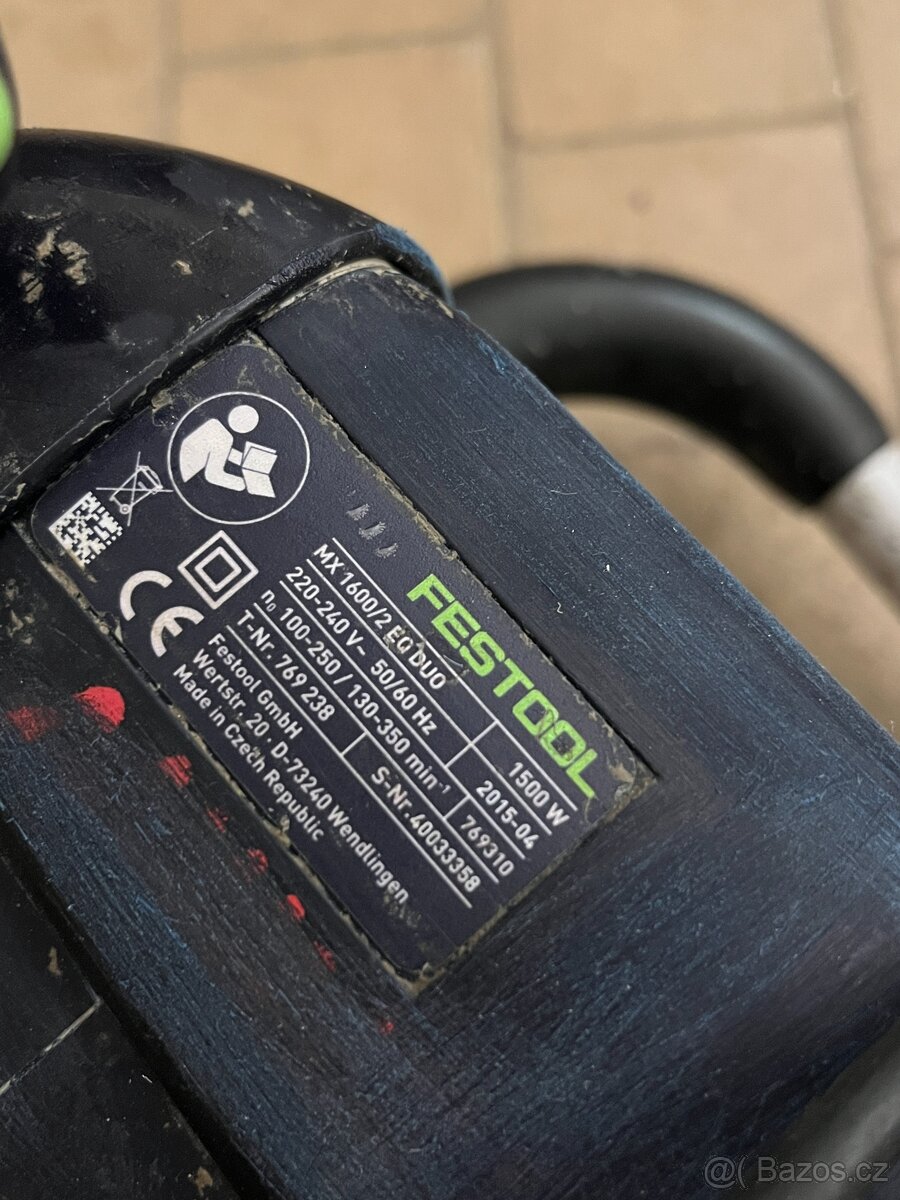 FESTOOL
MX 1600/2 EQ DUO 1500 W
220-240 V~ 50/60 Hz 2015-04
n₀ 100-250 / 130-350 min⁻¹ 769310
T-Nr. 769 238 S-Nr. 40033358
Festool GmbH
Wertstr. 20 · D-73240 Wendlingen
Made in Czech Republic
CE
@( Bazos.cz